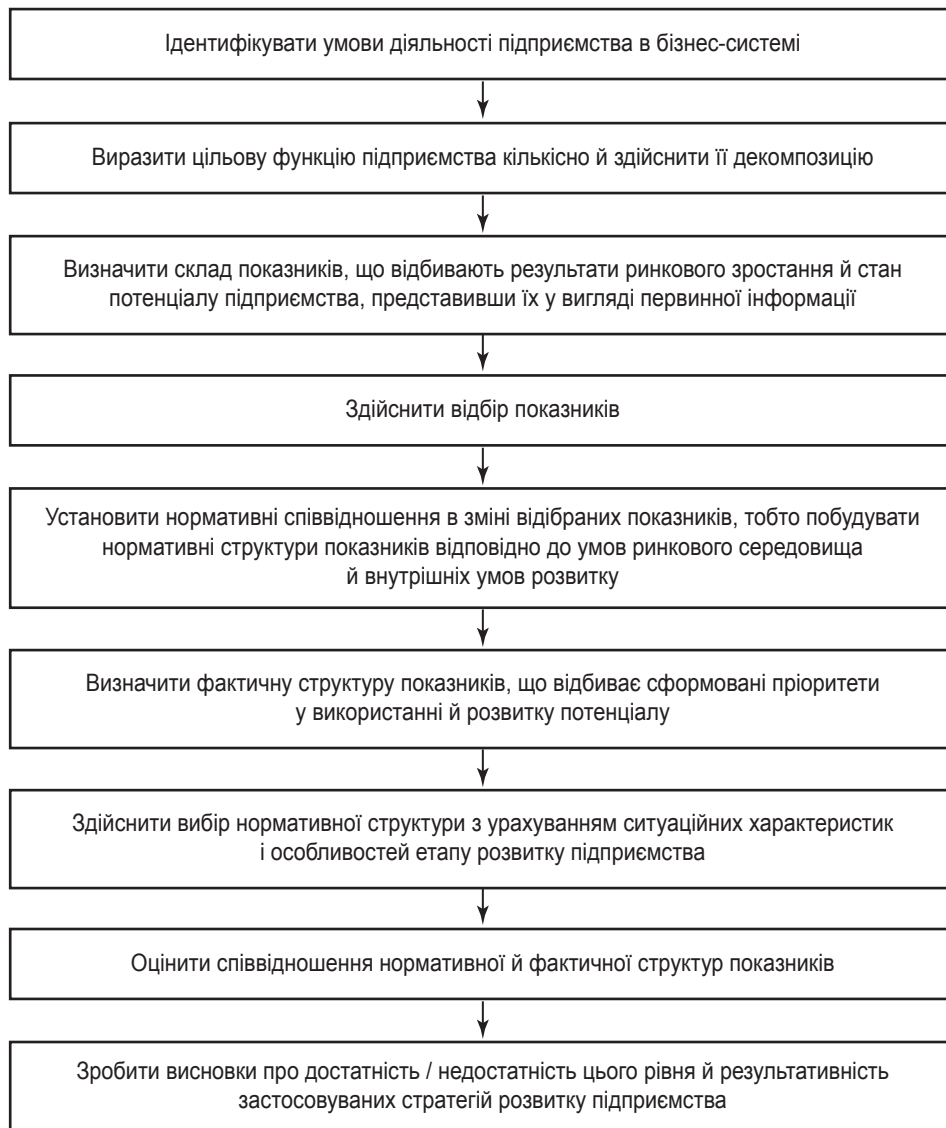 Ідентифікувати умови діяльності підприємства в бізнес-системі
Виразити цільову функцію підприємства кількісно й здійснити її декомпозицію
Визначити склад показників, що відбивають результати ринкового зростання й стан
потенціалу підприємства, представивши їх у вигляді первинної інформації
Здійснити відбір показників
Установити нормативні співвідношення в зміні відібраних показників, тобто побудувати
нормативні структури показників відповідно до умов ринкового середовища
й внутрішніх умов розвитку
Визначити фактичну структуру показників, що відбиває сформовані пріоритети
у використанні й розвитку потенціалу
Здійснити вибір нормативної структури з урахуванням ситуаційних характеристик
і особливостей етапу розвитку підприємства
Оцінити співвідношення нормативної й фактичної структур показників
Зробити висновки про достатність / недостатність цього рівня й результативність
застосовуваних стратегій розвитку підприємства